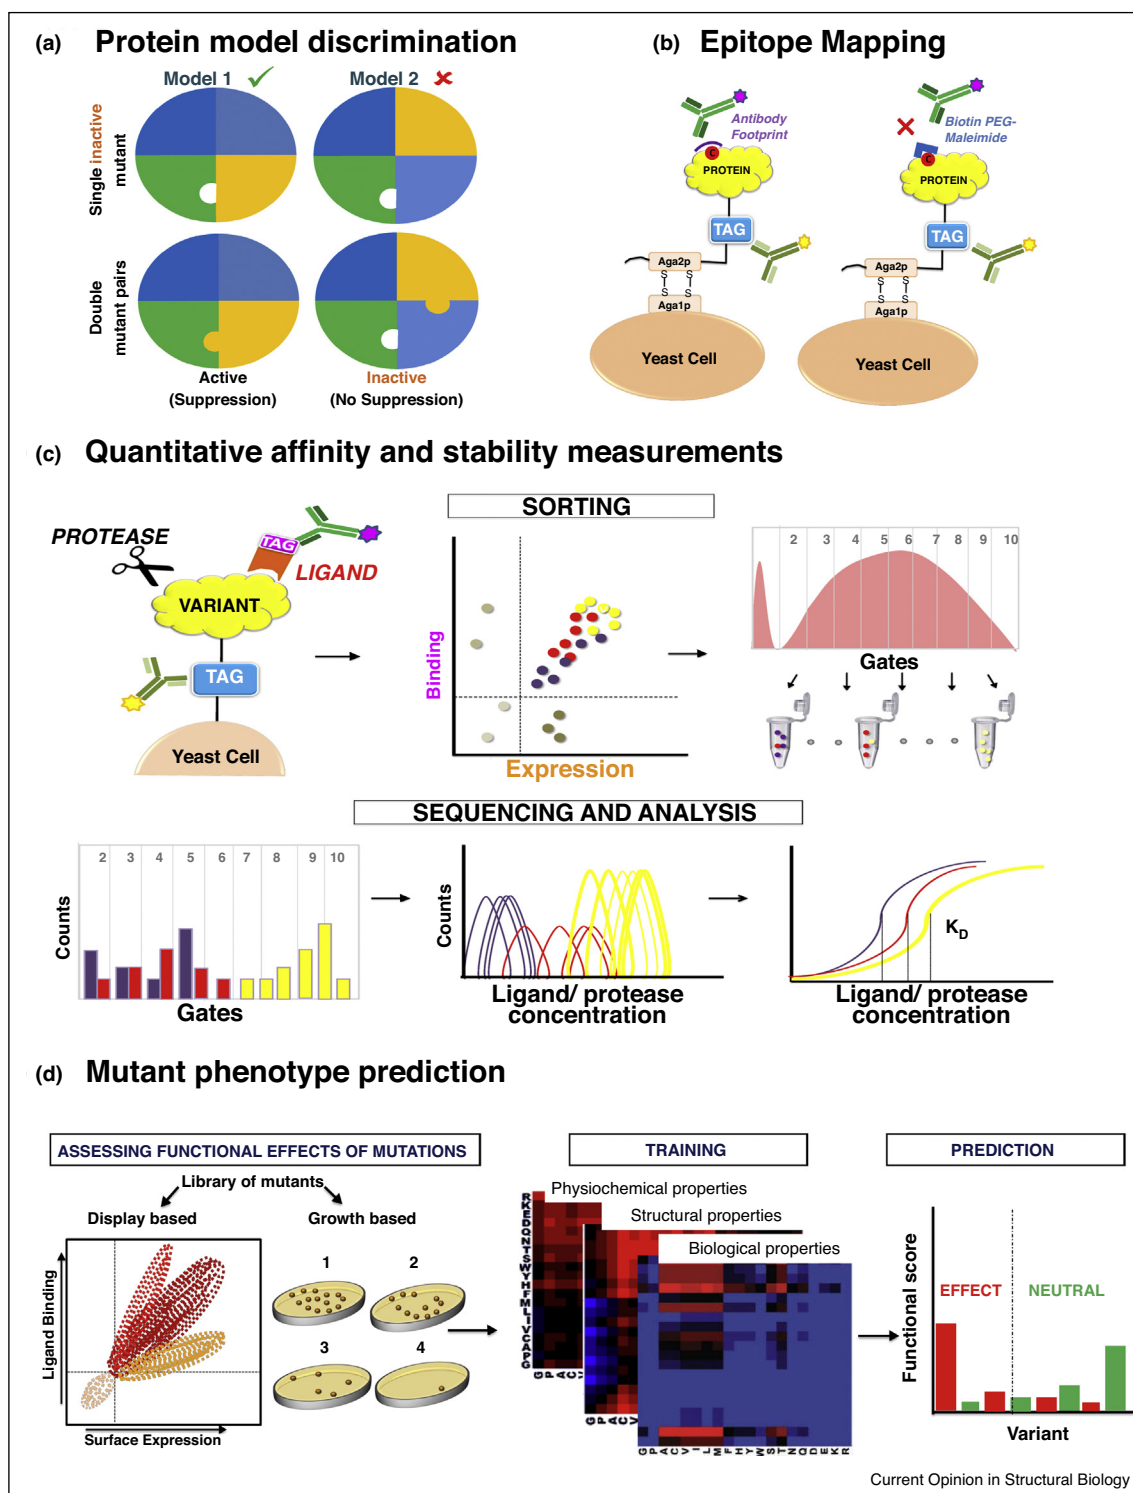 (a) Protein model discrimination
Model 1
Model 2
Single inactive
mutant
Double
mutant pairs
Active
(Suppression)
Inactive
(No Suppression)
(b) Epitope Mapping
Antibody
Footprint
C
PROTEIN
TAG
Aga2p
S S
S S
Aga1p
Yeast Cell
Biotin PEG-
Maleimide
C
PROTEIN
TAG
Aga2p
S S
S S
Aga1p
Yeast Cell
(c) Quantitative affinity and stability measurements
PROTEASE
TAG
LIGAND
VARIANT
TAG
Yeast Cell
SORTING
Binding
Expression
2 3 4 5 6 7 8 9 10
Gates
SEQUENCING AND ANALYSIS
2 3 4 5 7 8 9 10
Counts
Gates
Counts
Ligand/ protease
concentration
KD
Ligand/ protease
concentration
(d) Mutant phenotype prediction
ASSESSING FUNCTIONAL EFFECTS OF MUTATIONS
Library of mutants
Display based
Growth based
Ligand Binding
Surface Expression
1 2
3 4
TRAINING
Physiochemical properties
Structural properties
Biological properties
R
K
E
D
Q
N
T
S
W
Y
H
F
M
L
I
V
C
A
P
G
G P A C
G P A C V
G P A C V I L M F H Y W S T N Q D E K R
PREDICTION
Functional score
EFFECT
NEUTRAL
Variant
Current Opinion in Structural Biology